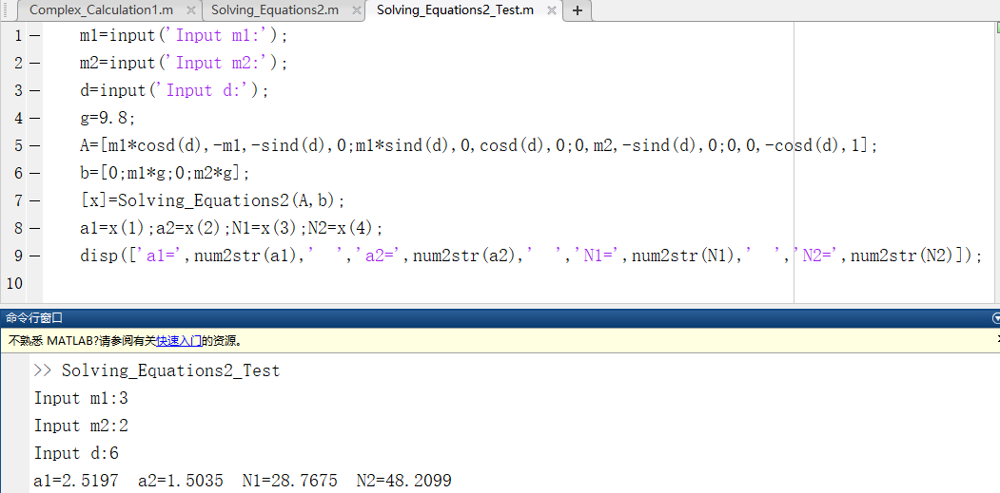 Complex_Calculation1.m × Solving_Equations2.m × Solving_Equations2_Test.m × +
1 — m1=input('Input m1:');
2 — m2=input('Input m2:');
3 — d=input('Input d:');
4 — g=9.8;
5 — A=[m1*cosd(d),-m1,-sind(d),0;m1*sind(d),0,cosd(d),0;0,m2,-sind(d),0;0,0,-cosd(d),1];
6 — b=[0;m1*g;0;m2*g];
7 — [x]=Solving_Equations2(A,b);
8 — a1=x(1);a2=x(2);N1=x(3);N2=x(4);
9 — disp(['a1=',num2str(a1),'  ','a2=',num2str(a2),'  ','N1=',num2str(N1),'  ','N2=',num2str(N2)]);
10
命令行窗口
不熟悉 MATLAB?请参阅有关快速入门的资源。
>> Solving_Equations2_Test
Input m1:3
Input m2:2
Input d:6
a1=2.5197  a2=1.5035  N1=28.7675  N2=48.2099